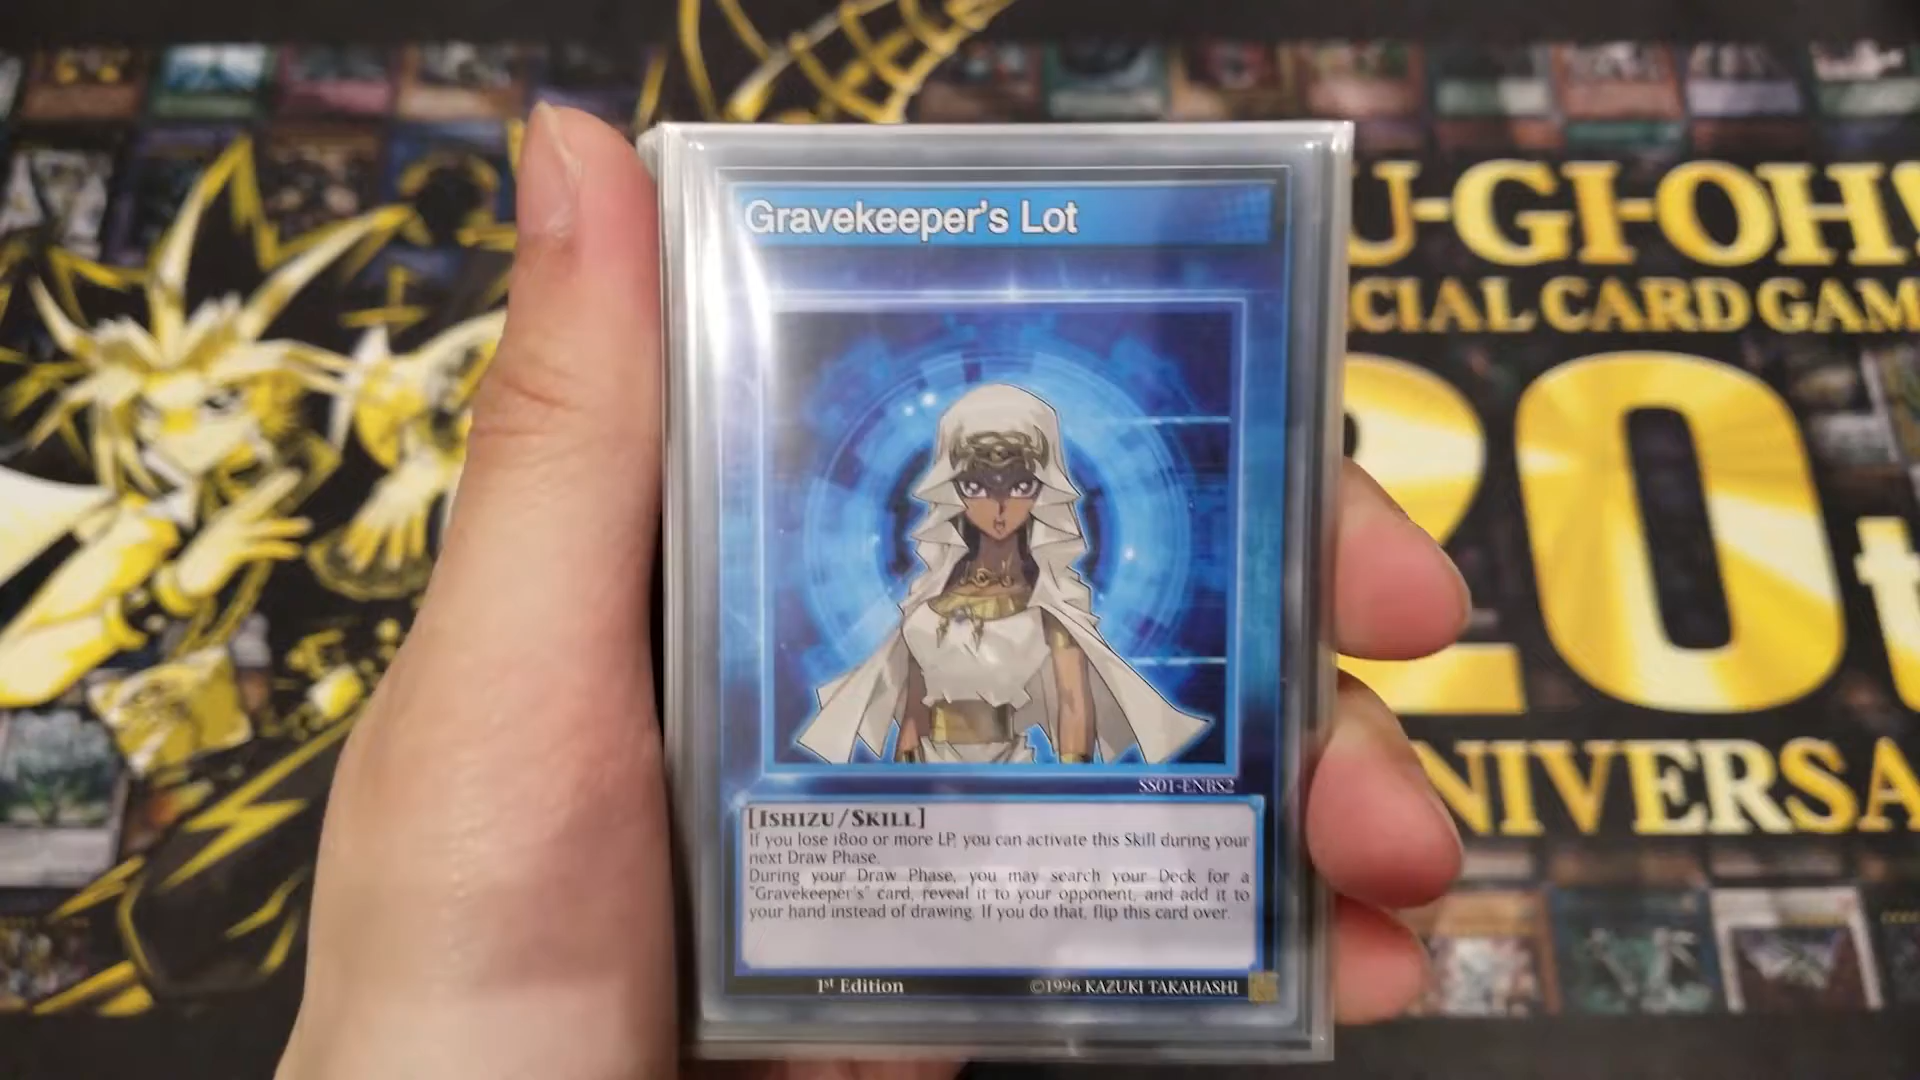 Gravekeeper's Lot
U-GI-OH!
CIAL CARD GAM
20t
NIVERSA
SS01-ENBS2
[ISHIZU/SKILL]
If you lose 1800 or more LP, you can activate this Skill during your
next Draw Phase.
During your Draw Phase, you may search your Deck for a
"Gravekeeper's" card, reveal it to your opponent, and add it to
your hand instead of drawing. If you do that, flip this card over.
1st Edition
©1996 KAZUKI TAKAHASHI